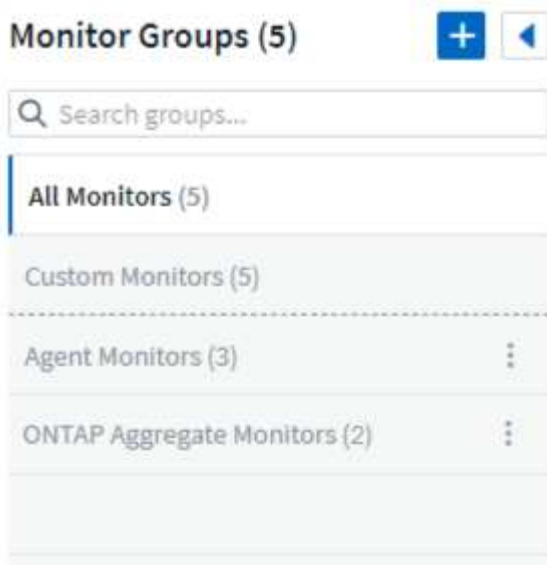 Monitor Groups (5)
Search groups...
All Monitors (5)
Custom Monitors (5)
Agent Monitors (3)
ONTAP Aggregate Monitors (2)